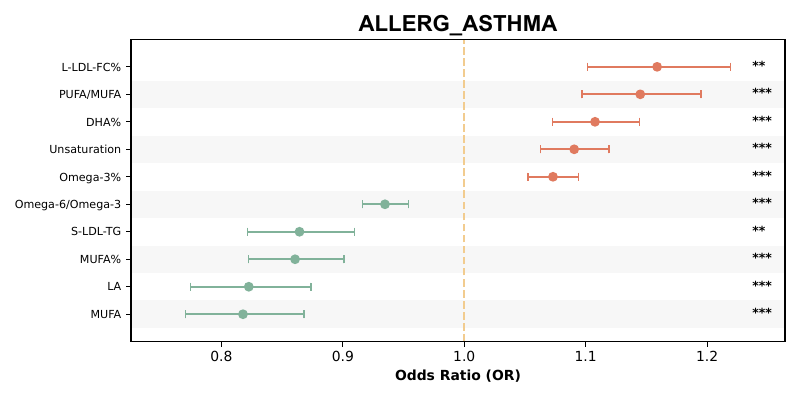 ALLERG_ASTHMA
L-LDL-FC% **
PUFA/MUFA ***
DHA% ***
Unsaturation ***
Omega-3% ***
Omega-6/Omega-3 ***
S-LDL-TG **
MUFA% ***
LA ***
MUFA ***
0.8 0.9 1.0 1.1 1.2
Odds Ratio (OR)